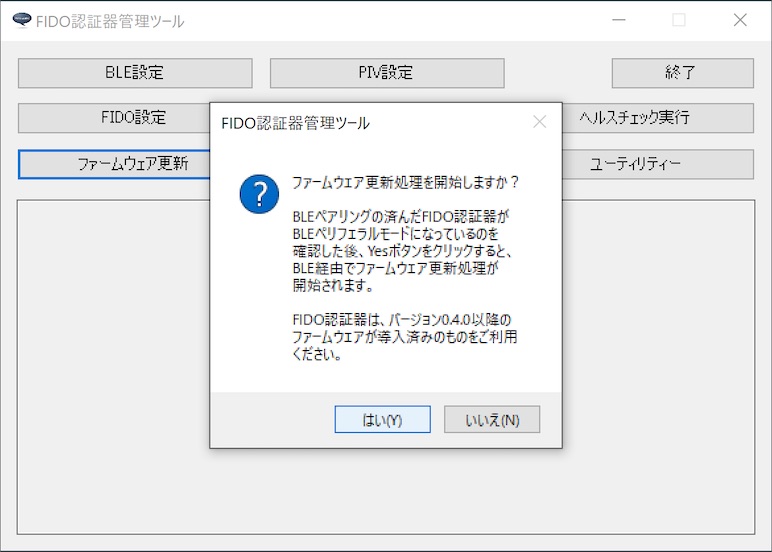 FIDO認証器管理ツール
BLE設定
PIV設定
終了
FIDO設定
ヘルスチェック実行
ファームウェア更新
ユーティリティー
FIDO認証器管理ツール
ファームウェア更新処理を開始しますか？
BLEペアリングの済んだFIDO認証器が
BLEペリフェラルモードになっているのを
確認した後、Yesボタンをクリックすると、
BLE経由でファームウェア更新処理が
開始されます。
FIDO認証器は、バージョン0.4.0以降の
ファームウェアが導入済みのものをご利用
ください。
はい(Y)
いいえ(N)